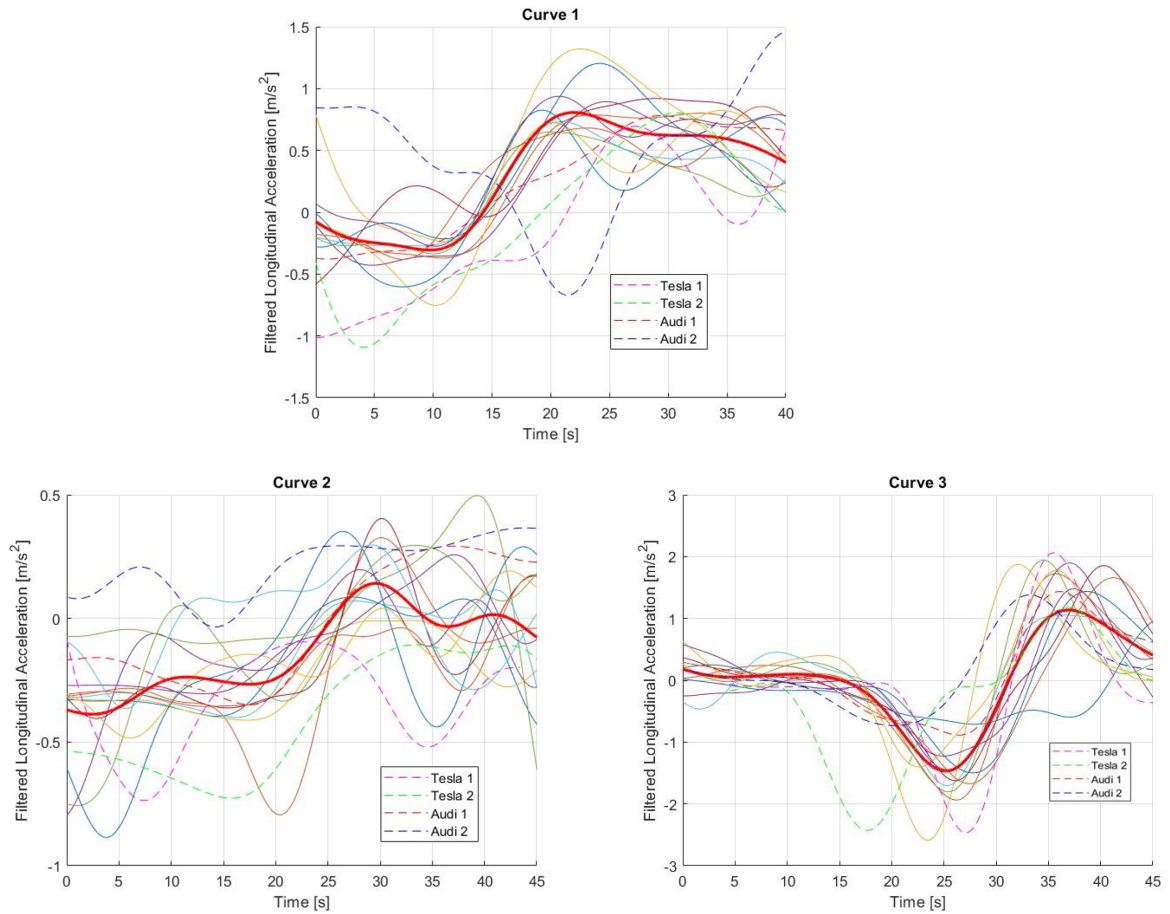 Curve 1
Filtered Longitudinal Acceleration [m/s²]
1.5
1
0.5
0
-0.5
-1
-1.5
Tesla 1
Tesla 2
Audi 1
Audi 2
0 5 10 15 20 25 30 35 40
Time [s]
Curve 2
Filtered Longitudinal Acceleration [m/s²]
0.5
0
-0.5
-1
Tesla 1
Tesla 2
Audi 1
Audi 2
0 5 10 15 20 25 30 35 40 45
Time [s]
Curve 3
Filtered Longitudinal Acceleration [m/s²]
3
2
1
0
-1
-2
-3
Tesla 1
Tesla 2
Audi 1
Audi 2
0 5 10 15 20 25 30 35 40 45
Time [s]